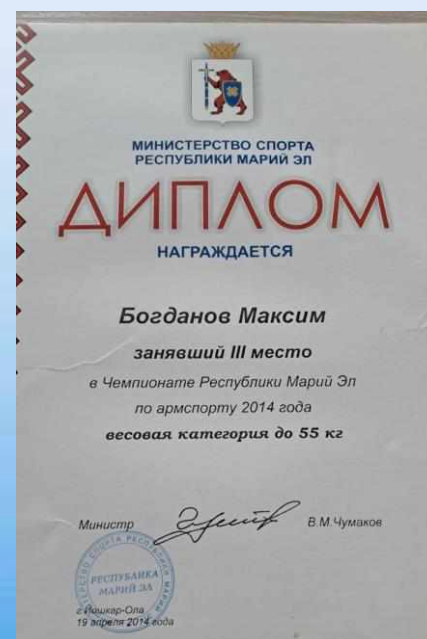 МИНИСТЕРСТВО СПОРТА
РЕСПУБЛИКИ МАРИЙ ЭЛ
ДИПЛОМ
НАГРАЖДАЕТСЯ
Богданов Максим
занявший III место
в Чемпионате Республики Марий Эл
по армспорту 2014 года
весовая категория до 55 кг
Министр В.М.Чумаков
РЕСПУБЛИКА
МАРИЙ ЭЛ
г.Йошкар-Ола
19 апреля 2014 года